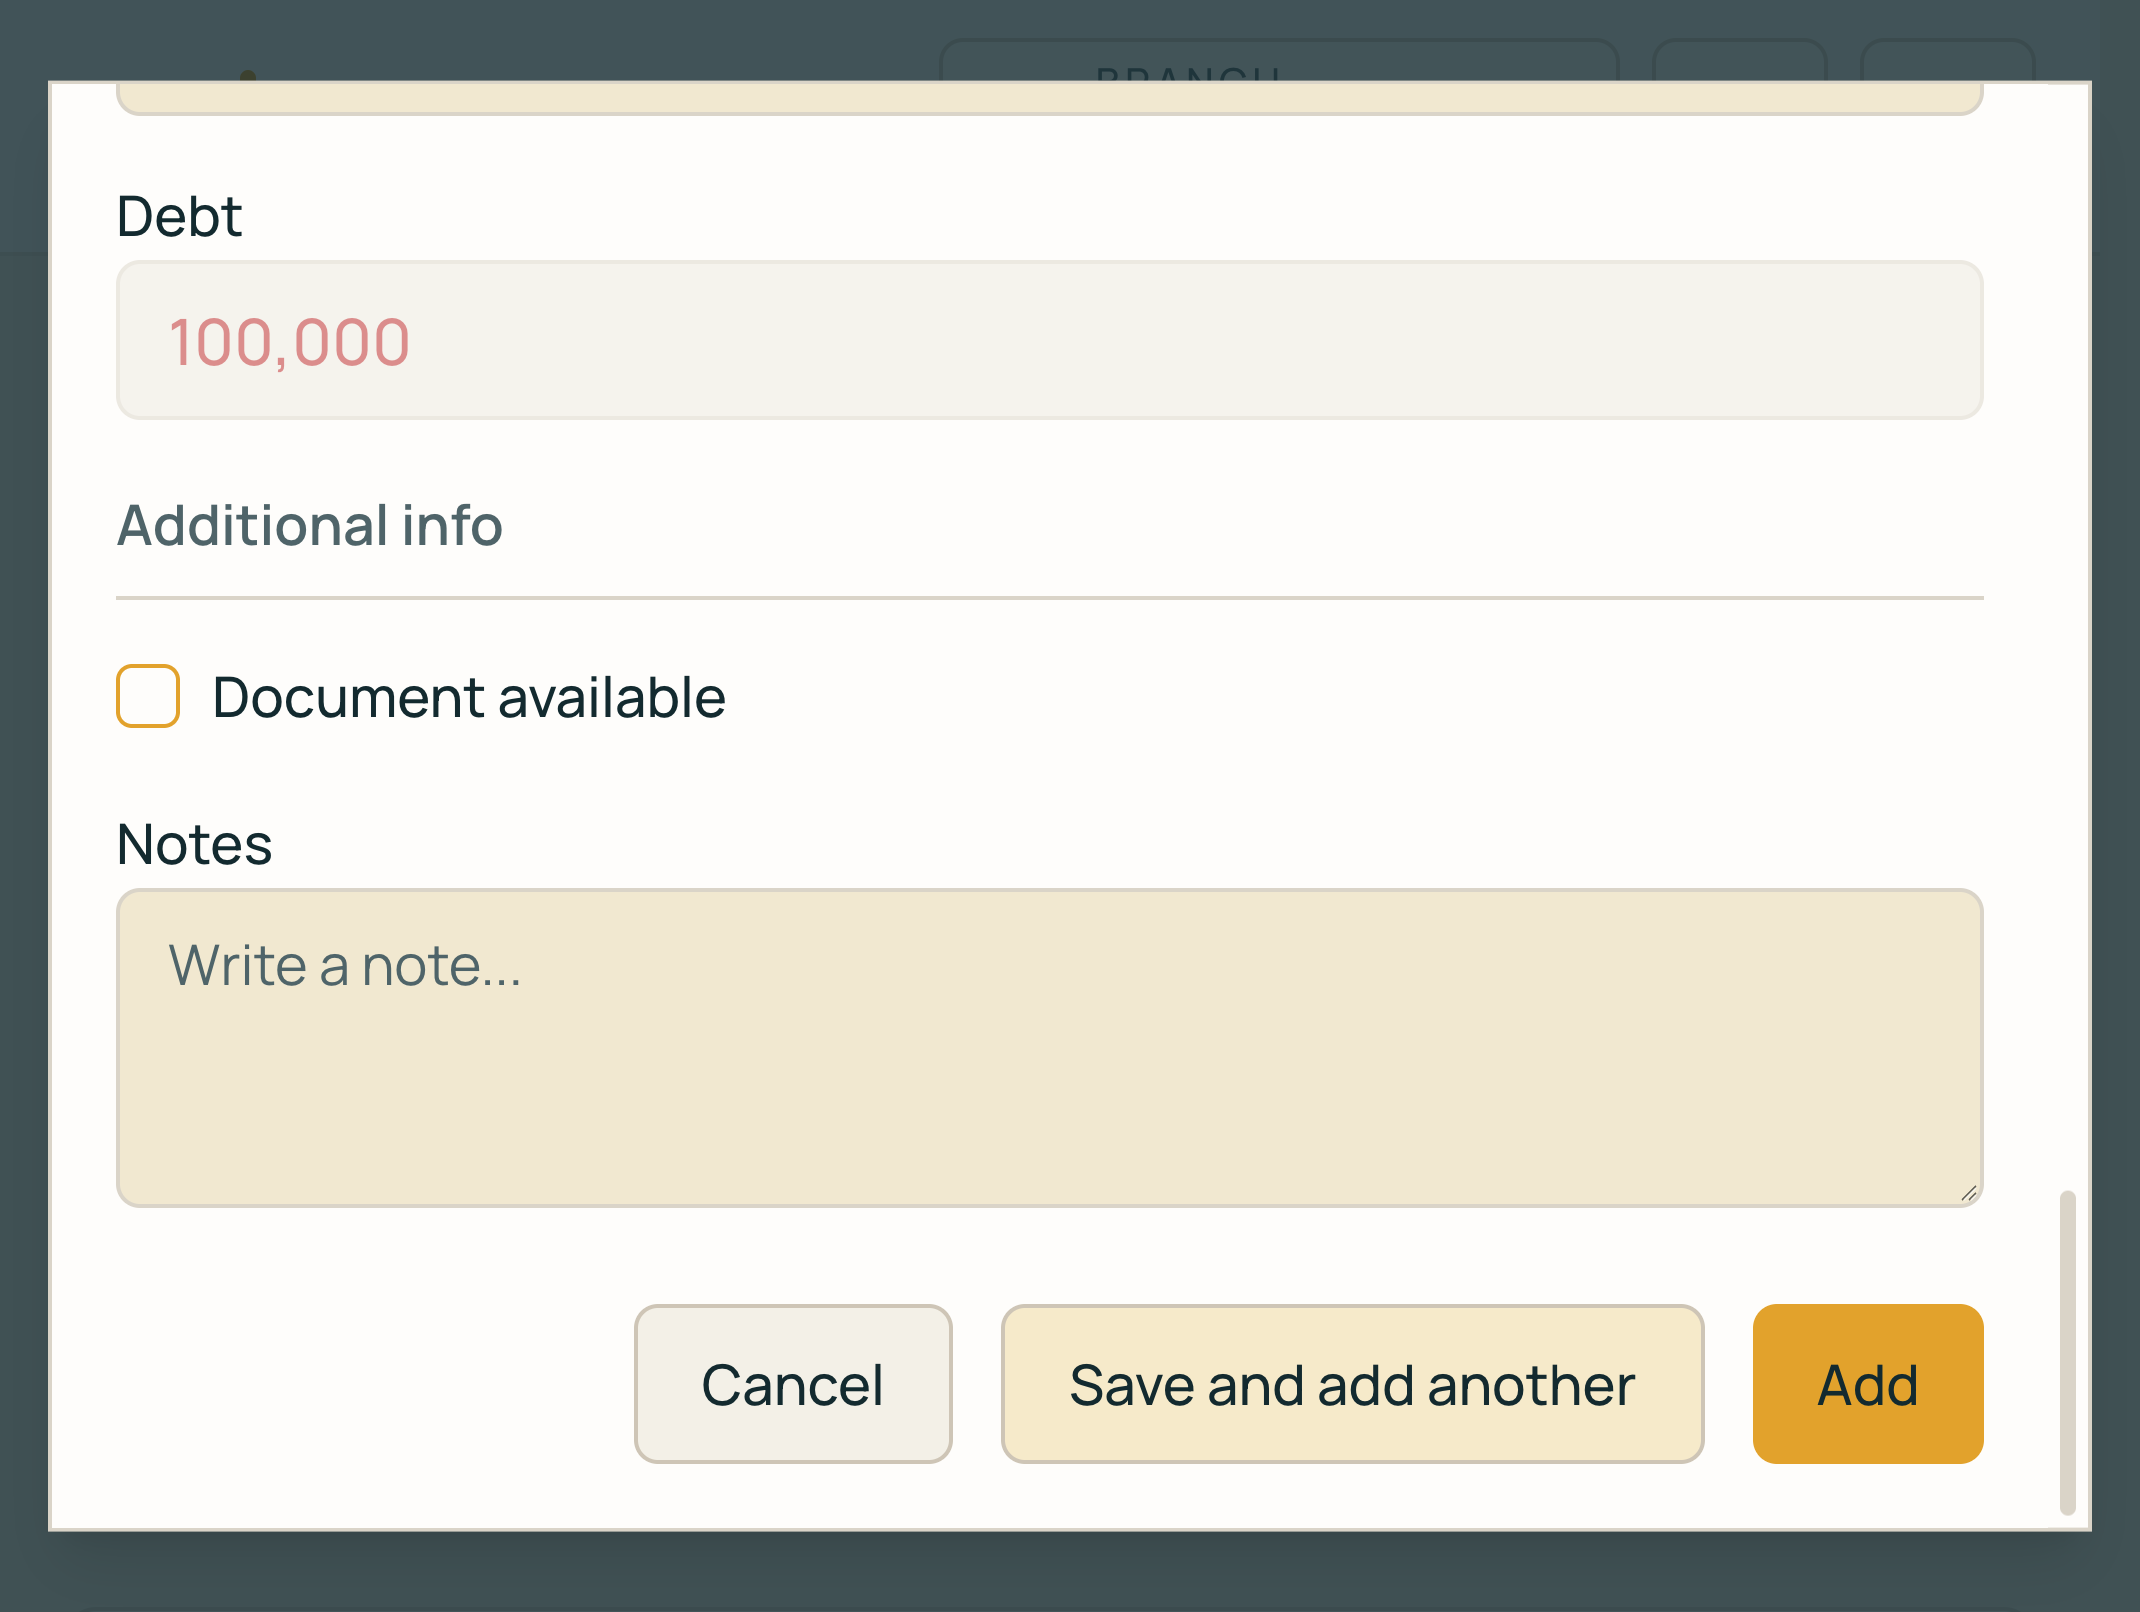 Debt
100,000
Additional info
Document available
Notes
Write a note...
Cancel
Save and add another
Add